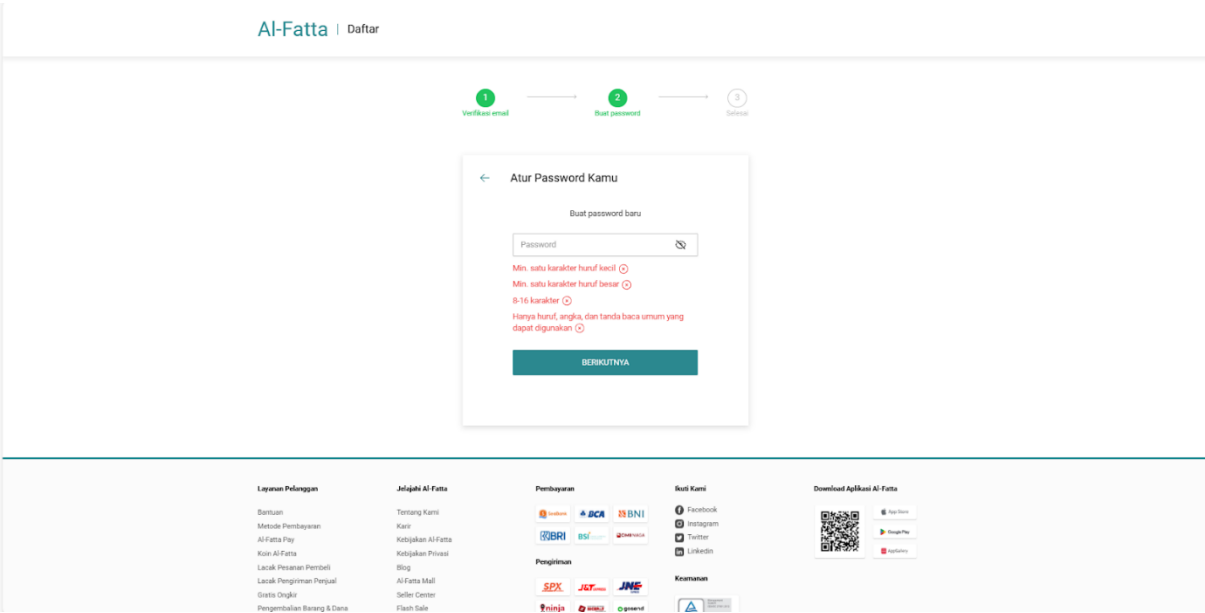 Al-Fatta | Daftar
1
2
3
Verifikasi email
Buat password
Selesai
Atur Password Kamu
Buat password baru
Password
Min. satu karakter huruf kecil
Min. satu karakter huruf besar
8-16 karakter
Hanya huruf, angka, dan tanda baca umum yang
dapat digunakan
BERIKUTNYA
Layanan Pelanggan
Bantuan
Metode Pembayaran
Al-Fatta Pay
Koin Al-Fatta
Lacak Pesanan Pembeli
Lacak Pengiriman Penjual
Gratis Ongkir
Pengembalian Barang & Dana
Jelajahi Al-Fatta
Tentang Kami
Karir
Kebijakan Al-Fatta
Kebijakan Privasi
Blog
Al-Fatta Mall
Seller Center
Flash Sale
Pembayaran
SeaBank
BCA
BNI
BRI
BSI
CIMB NIAGA
Pengiriman
SPX
J&T
JNE
ninja
gosend
Ikuti Kami
Facebook
Instagram
Twitter
Linkedin
Keamanan
Download Aplikasi Al-Fatta
App Store
Google Play
AppGallery